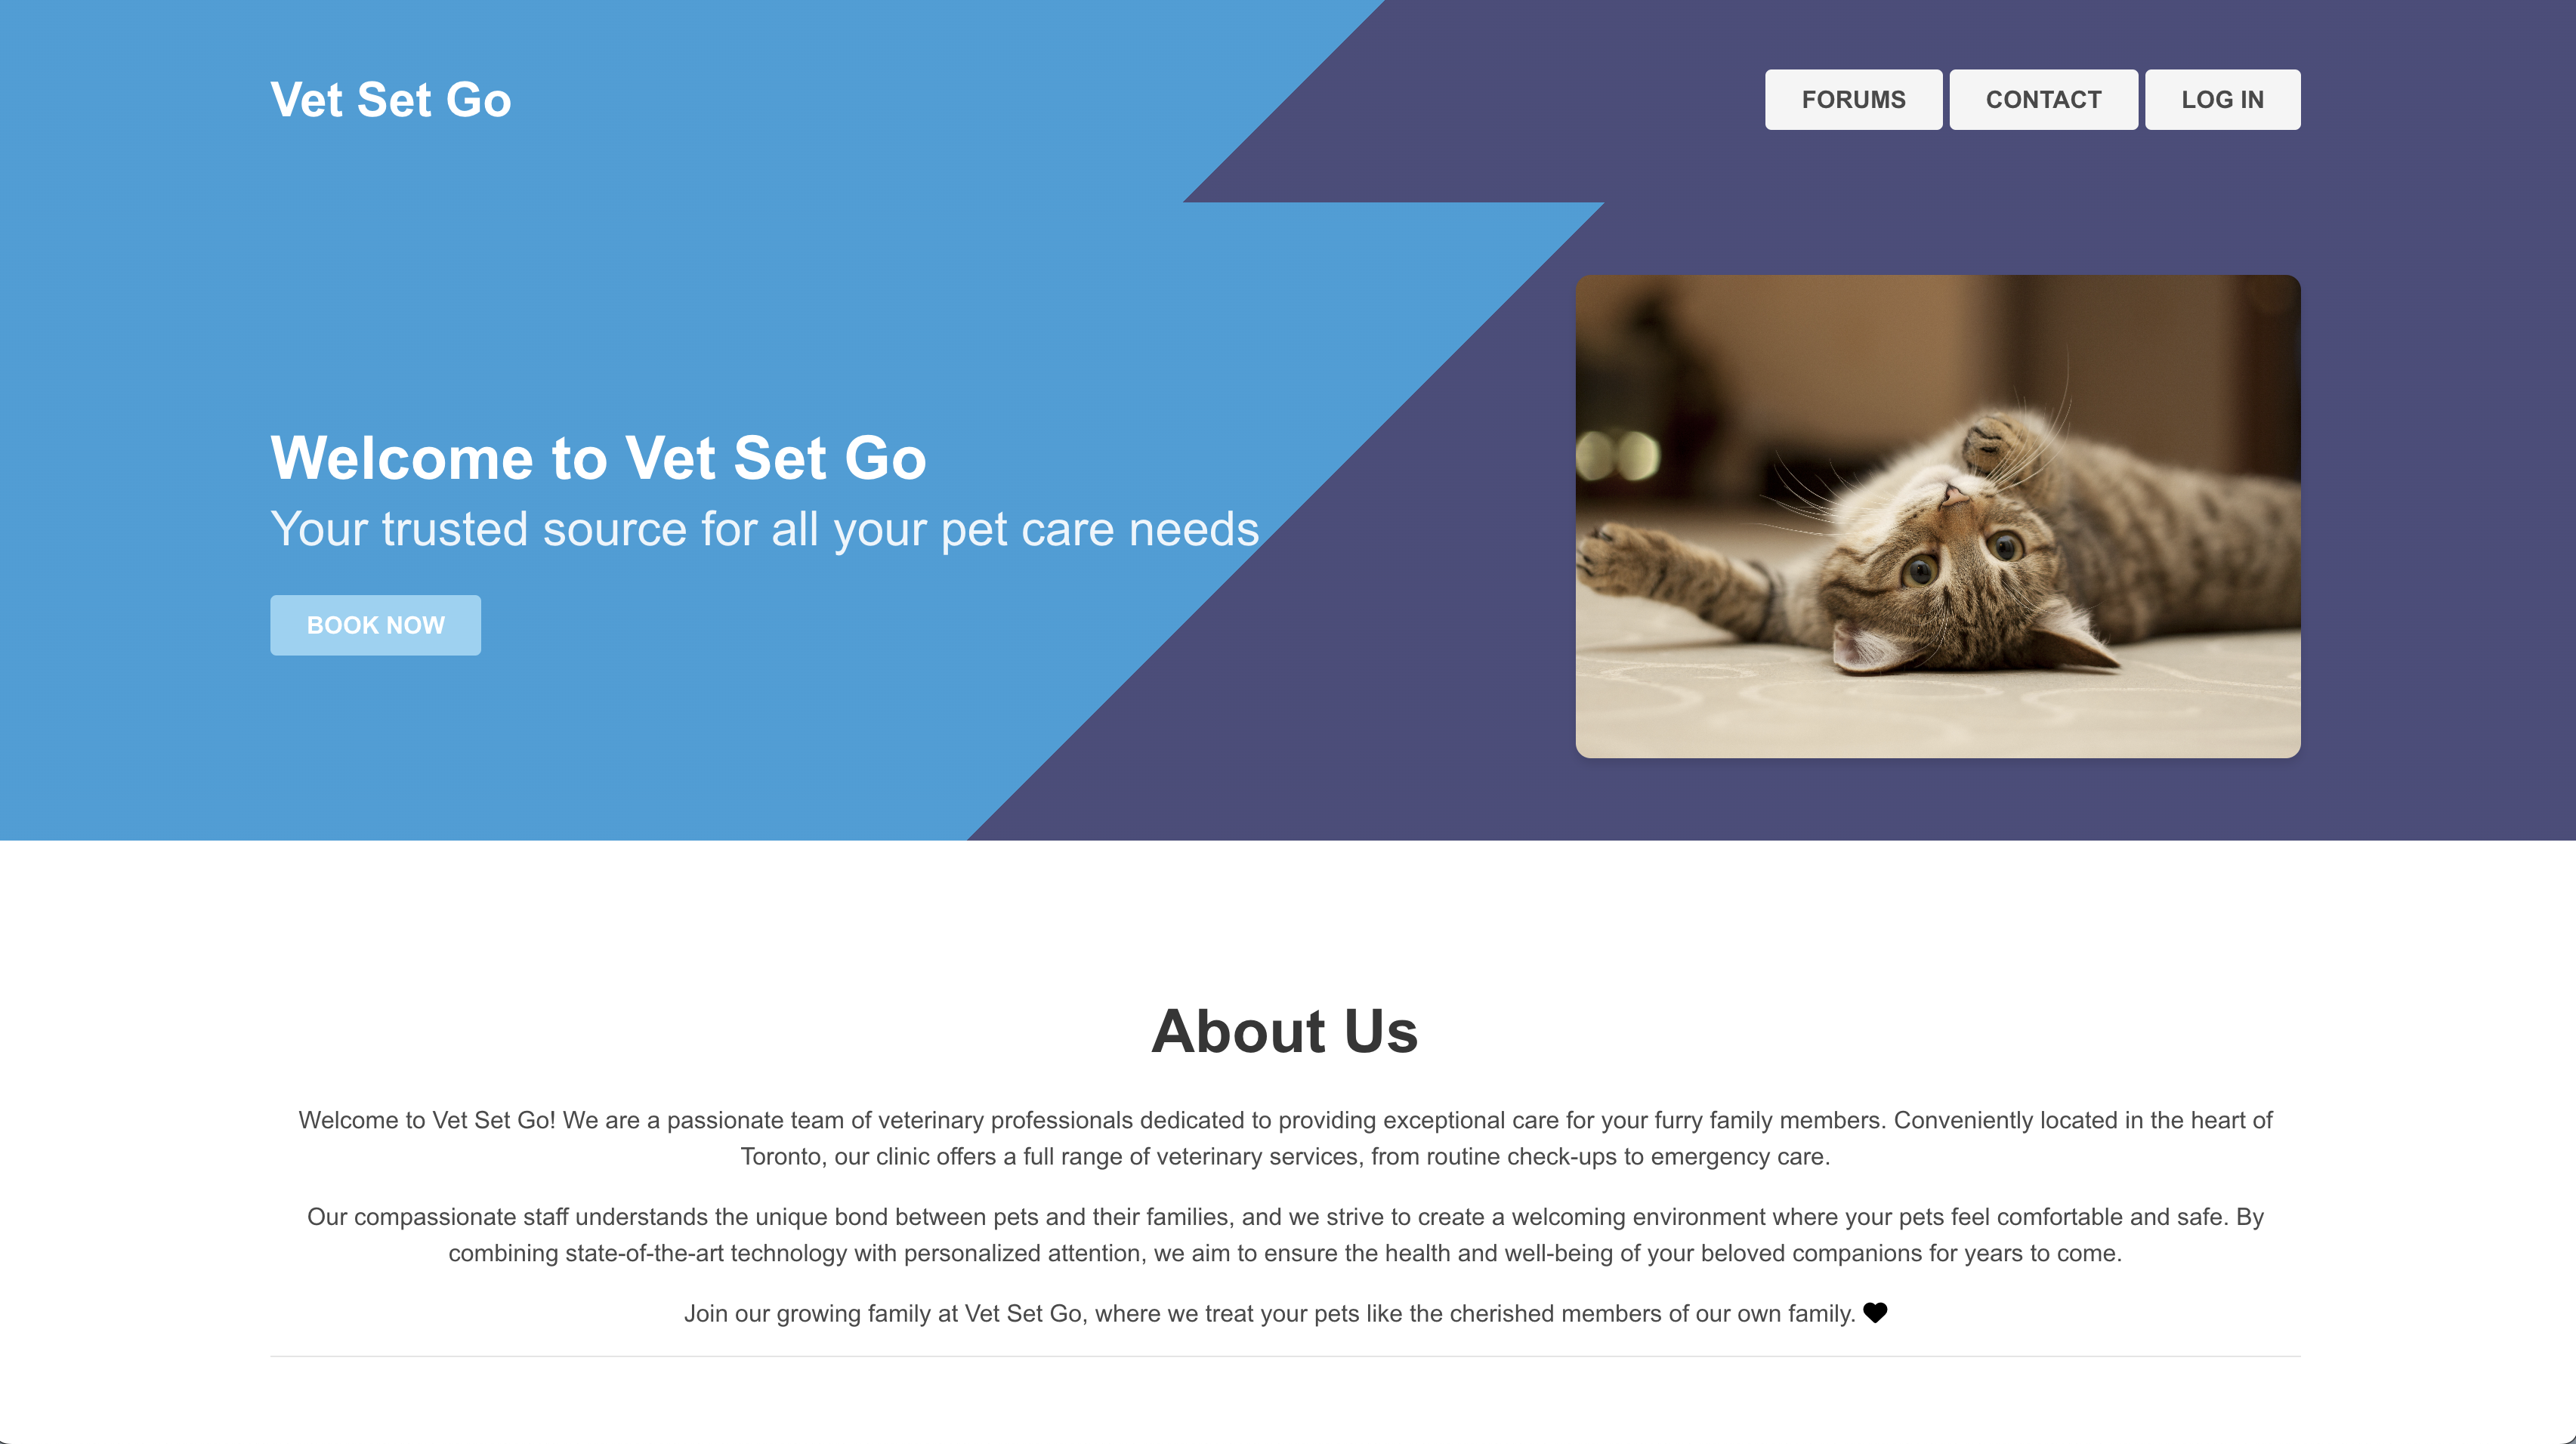 Vet Set Go
FORUMS
CONTACT
LOG IN
Welcome to Vet Set Go
Your trusted source for all your pet care needs
BOOK NOW
About Us
Welcome to Vet Set Go! We are a passionate team of veterinary professionals dedicated to providing exceptional care for your furry family members. Conveniently located in the heart of
Toronto, our clinic offers a full range of veterinary services, from routine check-ups to emergency care.
Our compassionate staff understands the unique bond between pets and their families, and we strive to create a welcoming environment where your pets feel comfortable and safe. By
combining state-of-the-art technology with personalized attention, we aim to ensure the health and well-being of your beloved companions for years to come.
Join our growing family at Vet Set Go, where we treat your pets like the cherished members of our own family. ♥